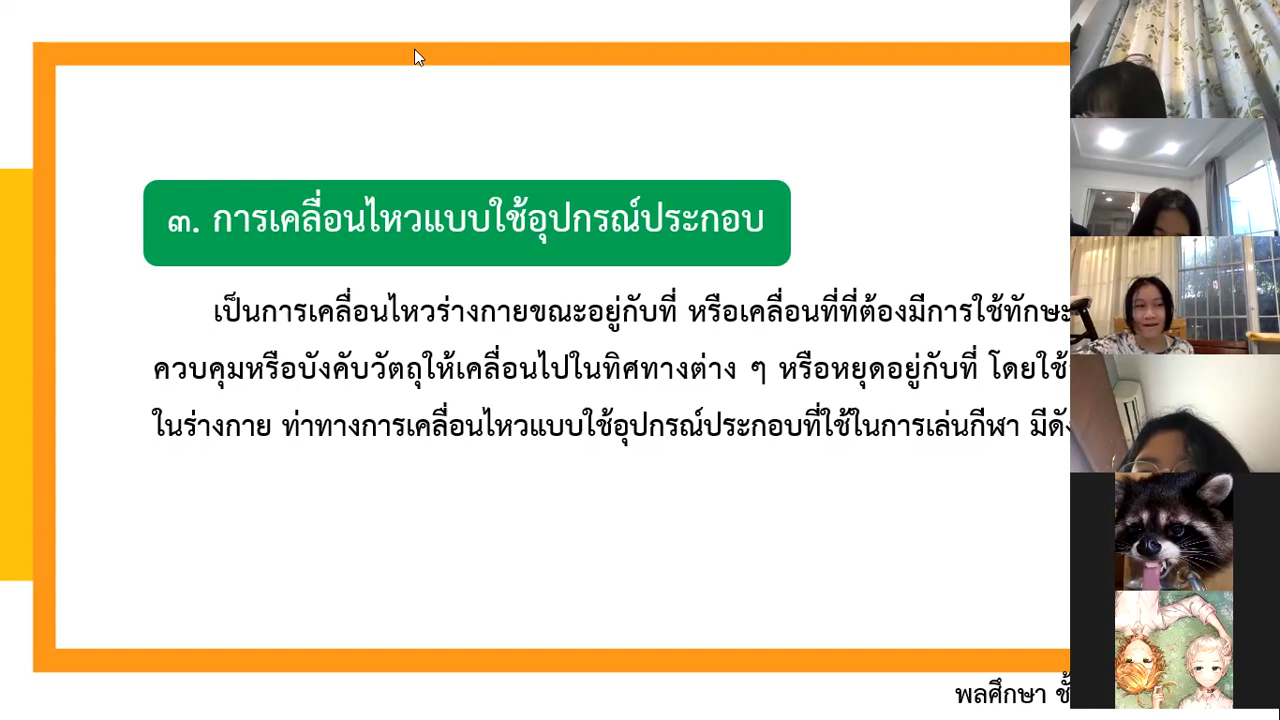 ๓. การเคลื่อนไหวแบบใช้อุปกรณ์ประกอบ
เป็นการเคลื่อนไหวร่างกายขณะอยู่กับที่ หรือเคลื่อนที่ที่ต้องมีการใช้ทักษะ
ควบคุมหรือบังคับวัตถุให้เคลื่อนไปในทิศทางต่าง ๆ หรือหยุดอยู่กับที่ โดยใช้
ในร่างกาย ท่าทางการเคลื่อนไหวแบบใช้อุปกรณ์ประกอบที่ใช้ในการเล่นกีฬา มีดัง
พลศึกษา ชั้